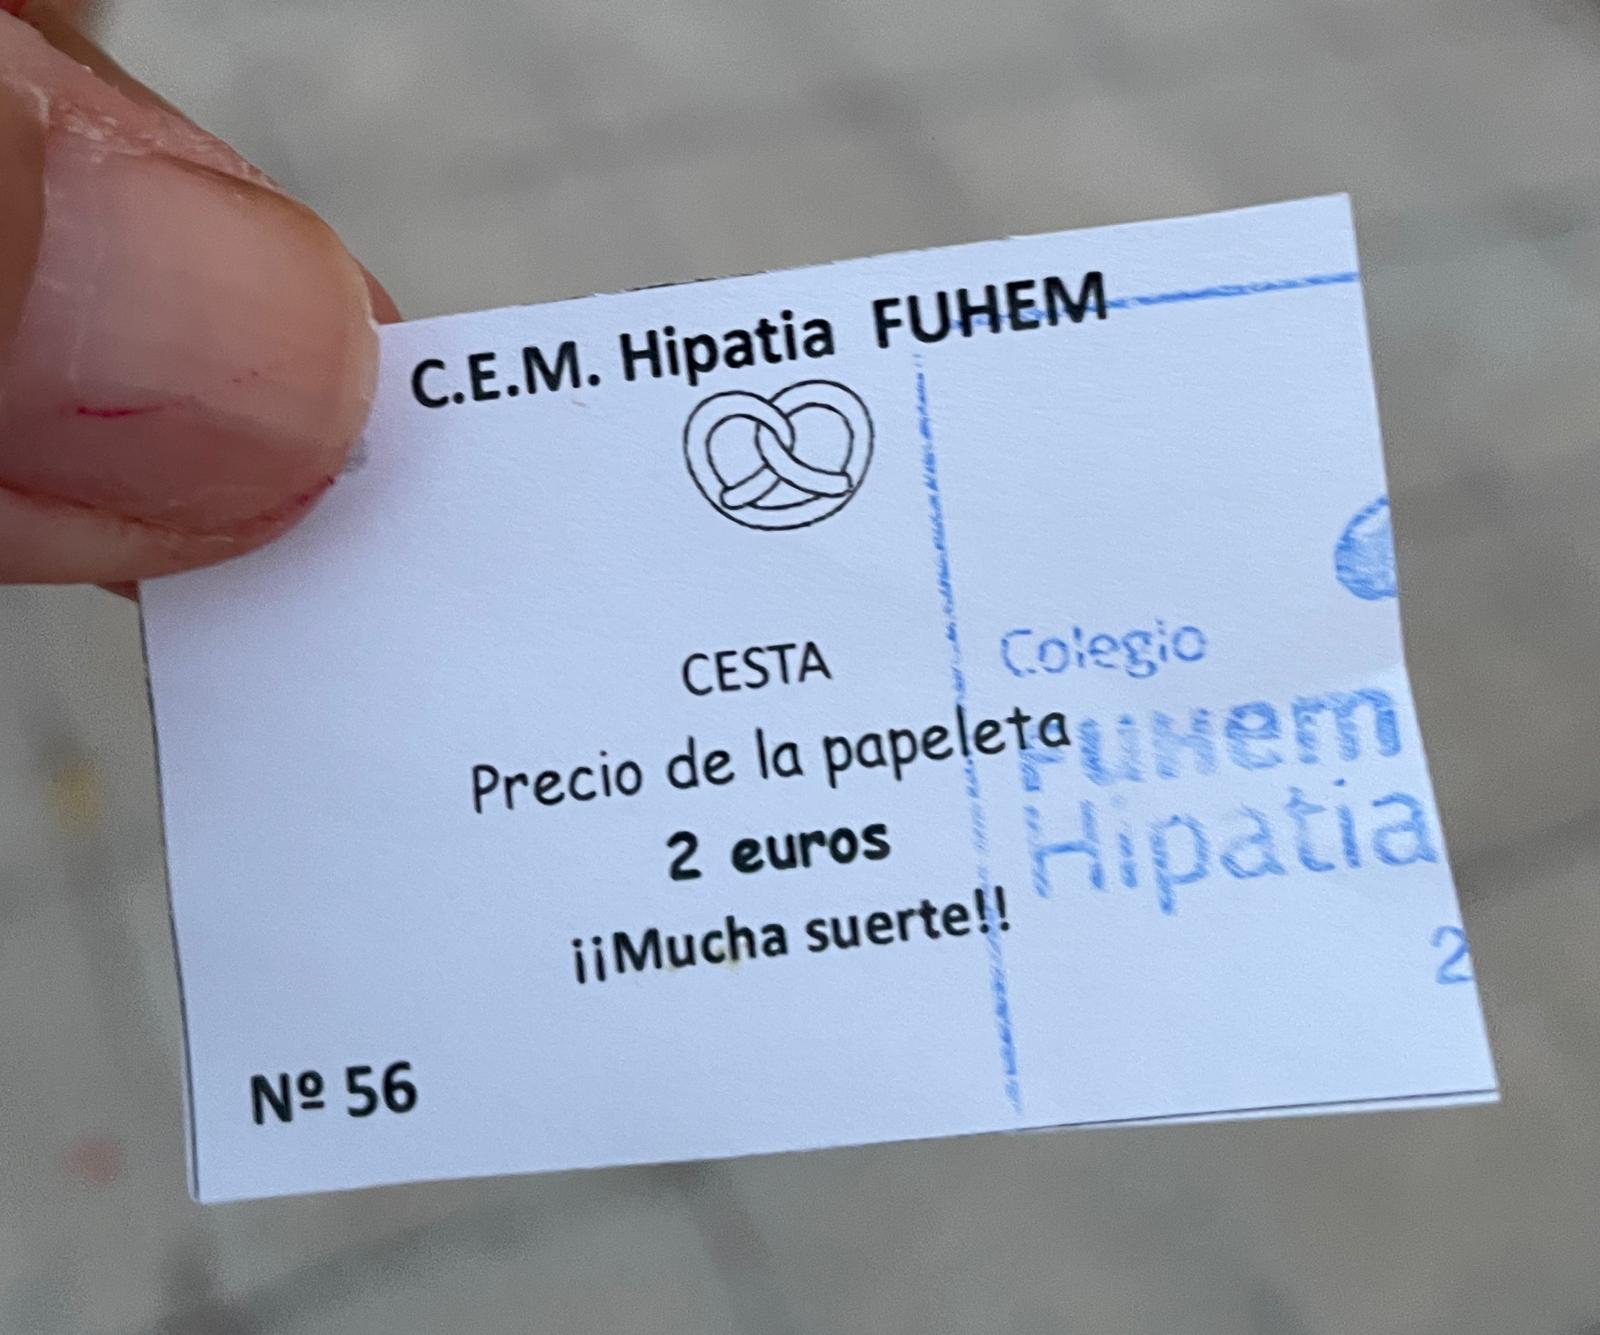 C.E.M. Hipatia FUHEM
CESTA
Precio de la papeleta
2 euros
¡¡Mucha suerte!!
Nº 56
Colegio
Fuhem
Hipatia
2